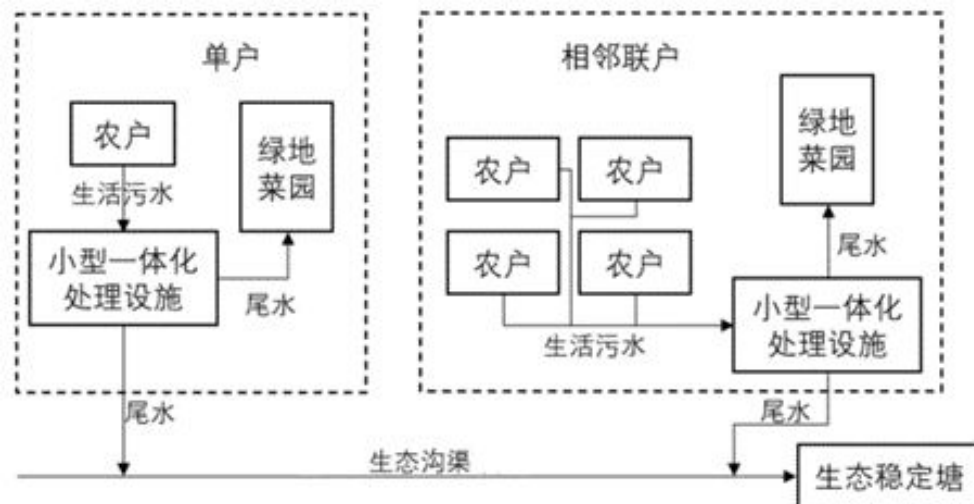 单户
农户
生活污水
小型一体化
处理设施
绿地
菜园
尾水
尾水
相邻联户
农户
农户
农户
农户
生活污水
小型一体化
处理设施
绿地
菜园
尾水
尾水
生态沟渠
生态稳定塘